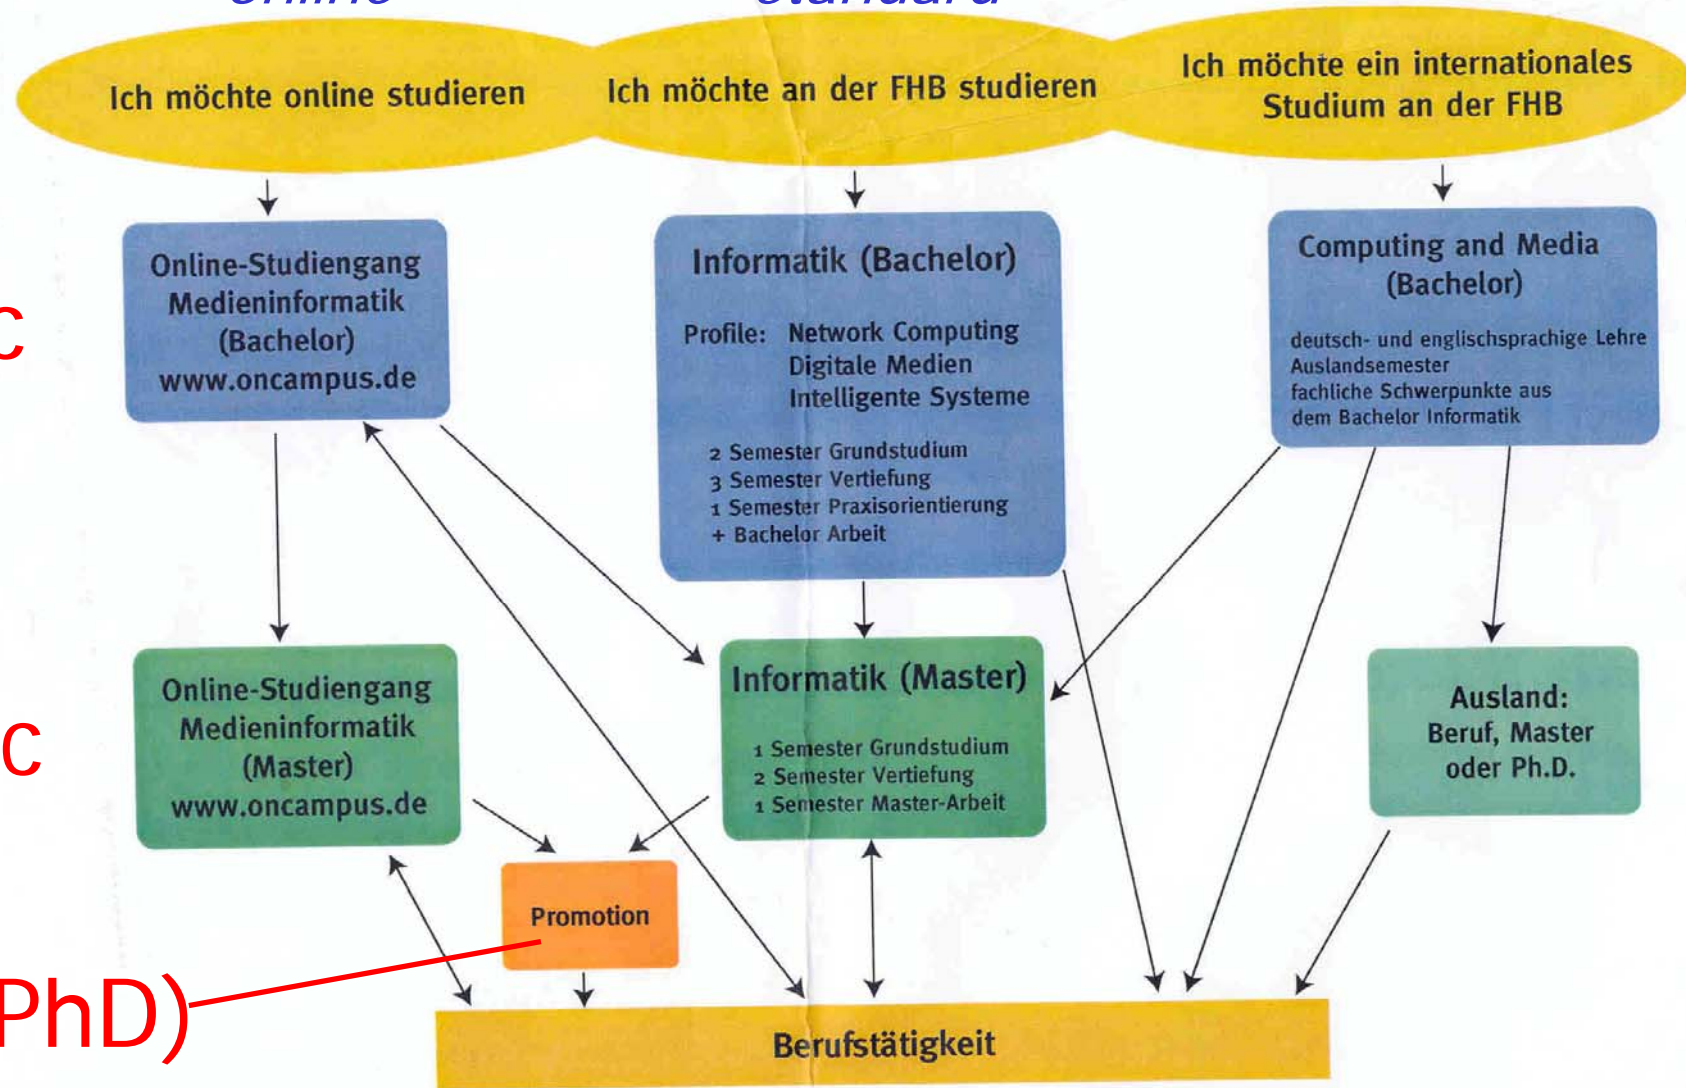 online
standard
Ich möchte online studieren
Ich möchte an der FHB studieren
Ich möchte ein internationales
Studium an der FHB
Online-Studiengang
Medieninformatik
(Bachelor)
www.oncampus.de
Informatik (Bachelor)
Profile: Network Computing
Digitale Medien
Intelligente Systeme
2 Semester Grundstudium
3 Semester Vertiefung
1 Semester Praxisorientierung
+ Bachelor Arbeit
Computing and Media
(Bachelor)
deutsch- und englischsprachige Lehre
Auslandsemester
fachliche Schwerpunkte aus
dem Bachelor Informatik
c
Online-Studiengang
Medieninformatik
(Master)
www.oncampus.de
Informatik (Master)
1 Semester Grundstudium
2 Semester Vertiefung
1 Semester Master-Arbeit
Ausland:
Beruf, Master
oder Ph.D.
c
Promotion
PhD)
Berufstätigkeit